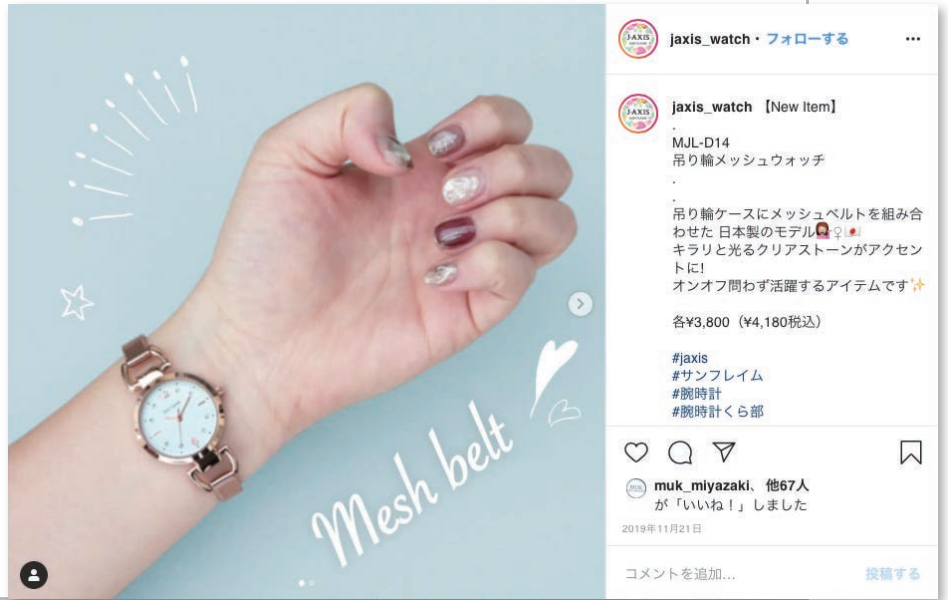 Mesh belt
J-AXIS
jaxis_watch • フォローする
J-AXIS
jaxis_watch 【New Item】
.
MJL-D14
吊り輪メッシュウォッチ
.
.
吊り輪ケースにメッシュベルトを組み合
わせた 日本製のモデル💁🏻♀🇯🇵
キラリと光るクリアストーンがアクセン
トに!
オンオフ問わず活躍するアイテムです✨
各¥3,800（¥4,180税込）
#jaxis
#サンフレイム
#腕時計
#腕時計くら部
muk_miyazaki、他67人
が「いいね！」しました
2019年11月21日
コメントを追加...
投稿する